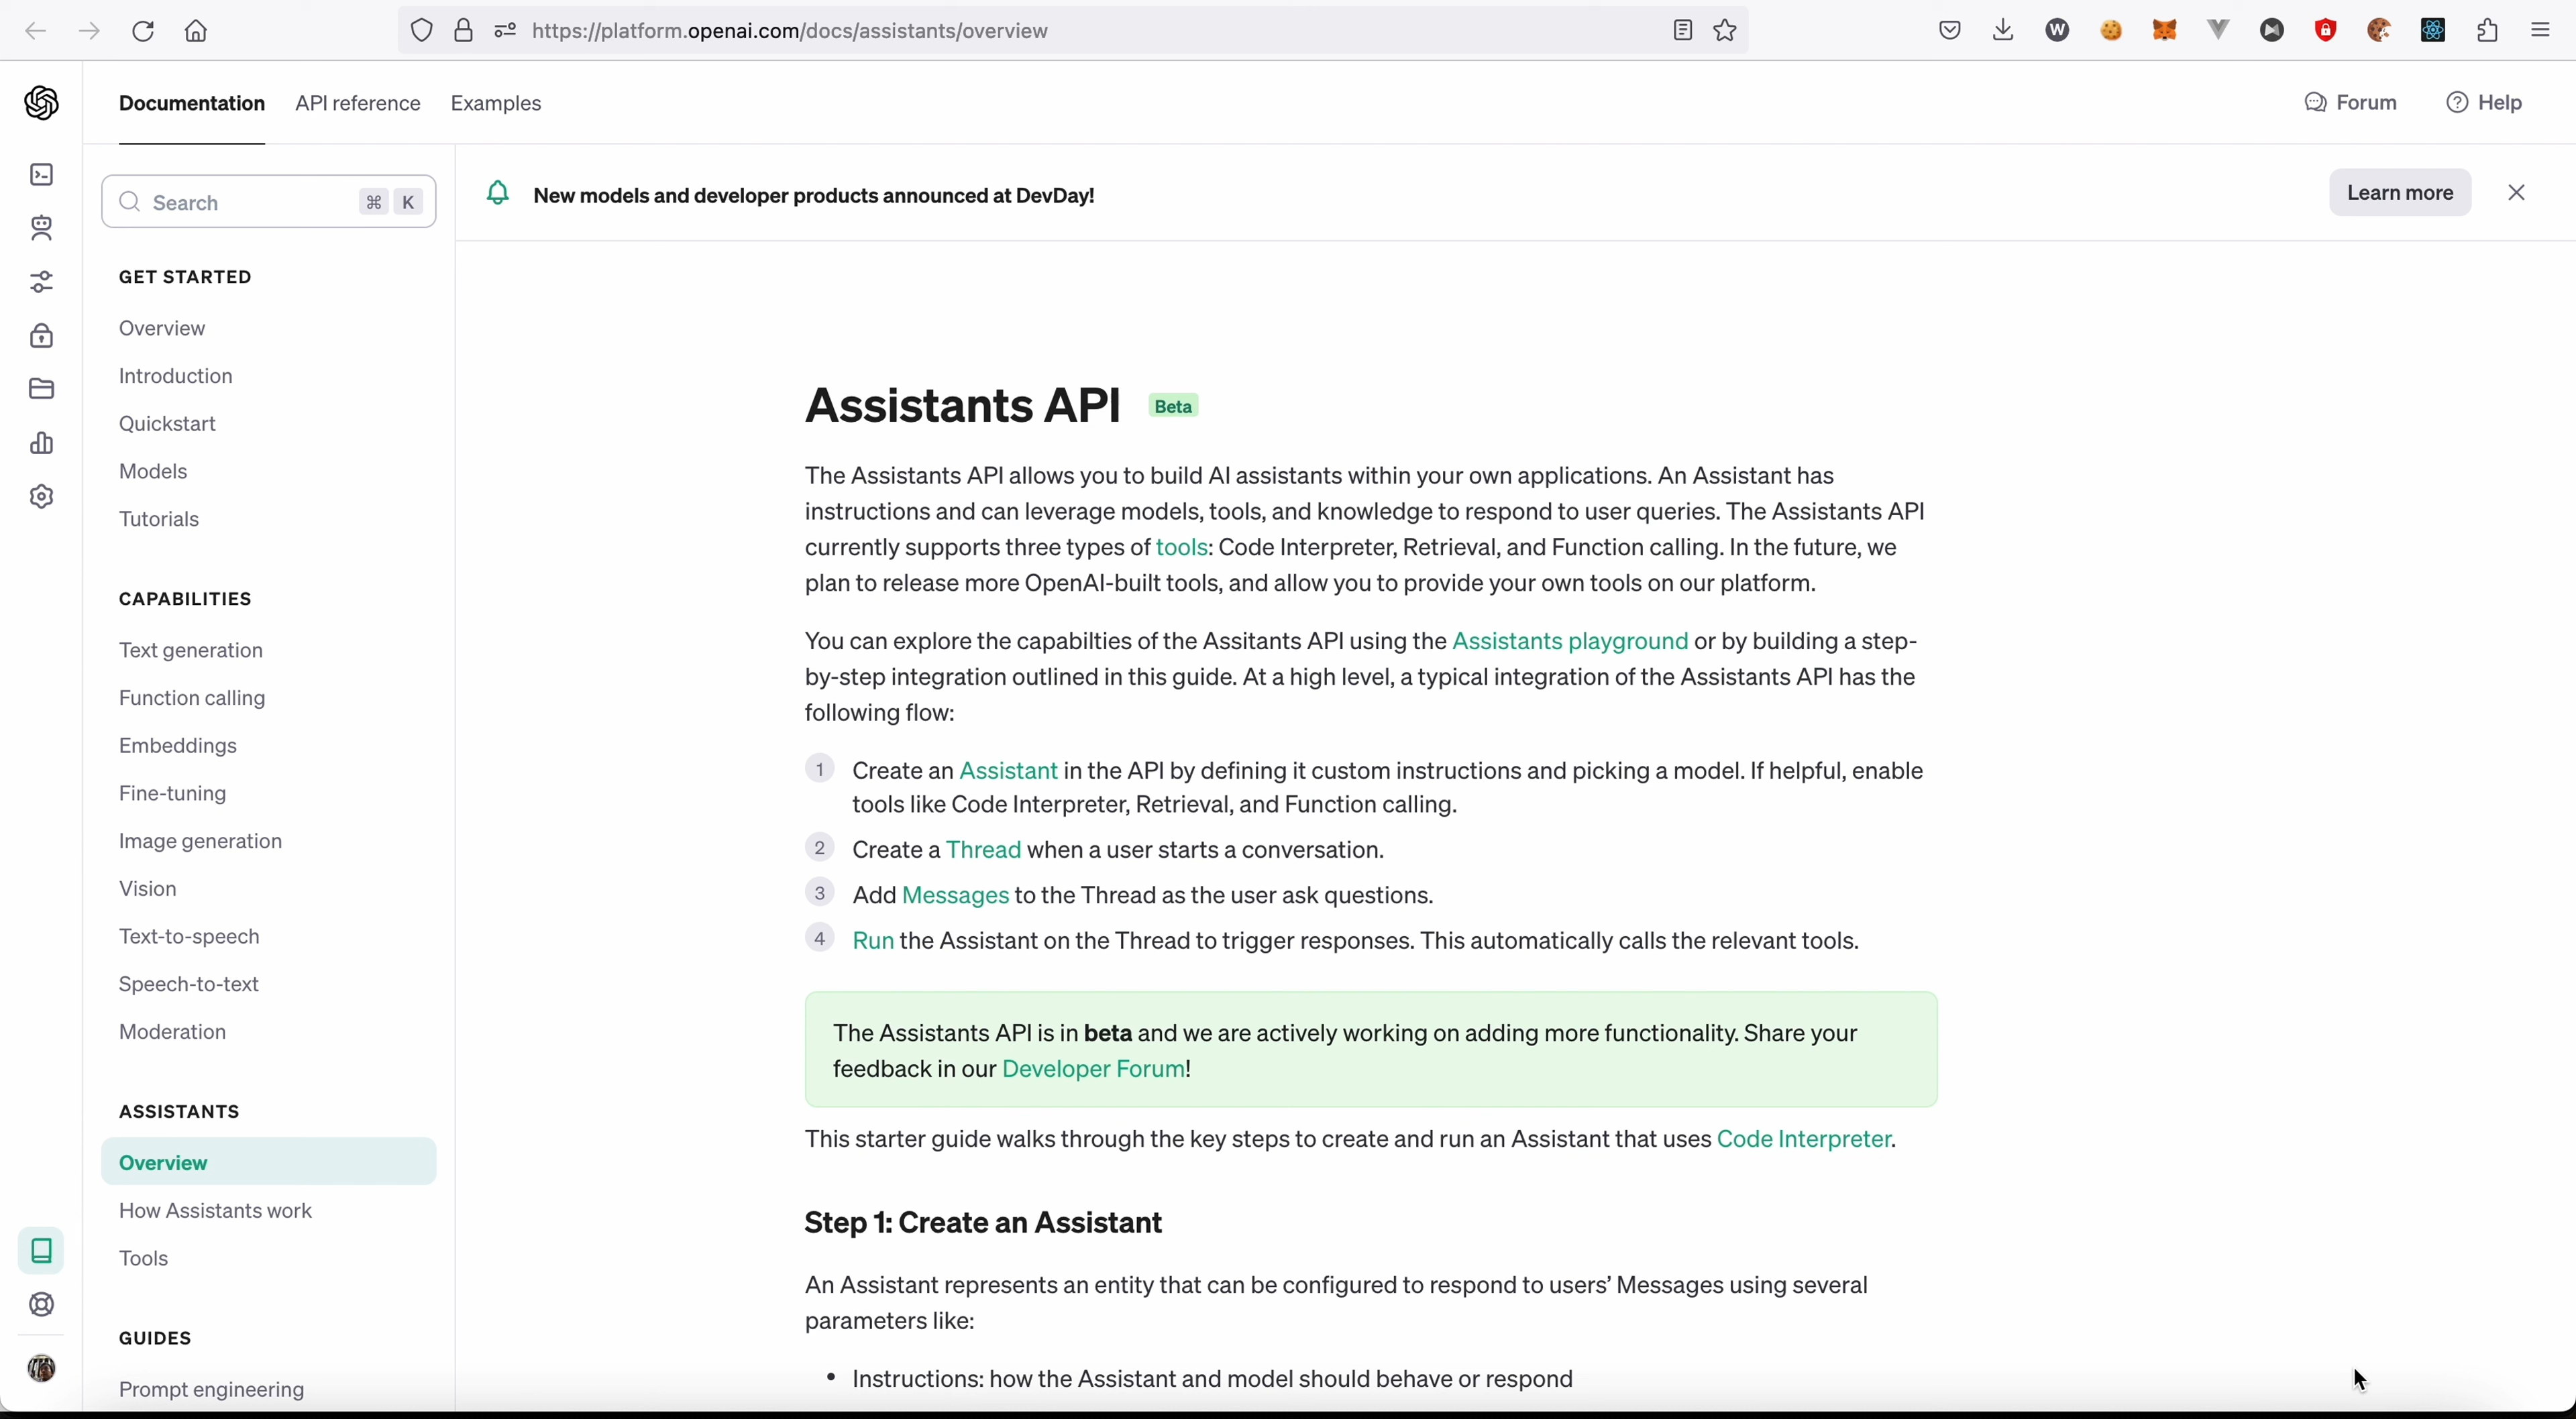 https://platform.openai.com/docs/assistants/overview
W
Documentation
API reference
Examples
Forum
Help
Search
⌘ K
New models and developer products announced at DevDay!
Learn more
GET STARTED
Overview
Introduction
Quickstart
Models
Tutorials
CAPABILITIES
Text generation
Function calling
Embeddings
Fine-tuning
Image generation
Vision
Text-to-speech
Speech-to-text
Moderation
ASSISTANTS
Overview
How Assistants work
Tools
GUIDES
Prompt engineering
Assistants API Beta
The Assistants API allows you to build AI assistants within your own applications. An Assistant has
instructions and can leverage models, tools, and knowledge to respond to user queries. The Assistants API
currently supports three types of tools: Code Interpreter, Retrieval, and Function calling. In the future, we
plan to release more OpenAI-built tools, and allow you to provide your own tools on our platform.
You can explore the capabilties of the Assitants API using the Assistants playground or by building a step-
by-step integration outlined in this guide. At a high level, a typical integration of the Assistants API has the
following flow:
1 Create an Assistant in the API by defining it custom instructions and picking a model. If helpful, enable
tools like Code Interpreter, Retrieval, and Function calling.
2 Create a Thread when a user starts a conversation.
3 Add Messages to the Thread as the user ask questions.
4 Run the Assistant on the Thread to trigger responses. This automatically calls the relevant tools.
The Assistants API is in beta and we are actively working on adding more functionality. Share your
feedback in our Developer Forum!
This starter guide walks through the key steps to create and run an Assistant that uses Code Interpreter.
Step 1: Create an Assistant
An Assistant represents an entity that can be configured to respond to users’ Messages using several
parameters like:
• Instructions: how the Assistant and model should behave or respond